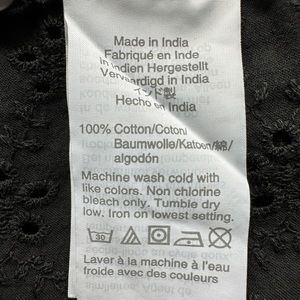 Made in India
Fabriqué en Inde
In Indien Hergestellt
Vervaardigd in India
インド製
Hecho en India
100% Cotton/Coton/
Baumwolle/Katoen/綿/
algodón
Machine wash cold with
like colors. Non chlorine
bleach only. Tumble dry
low. Iron on lowest setting.
30
Laver à la machine à l'eau
froide avec des couleurs